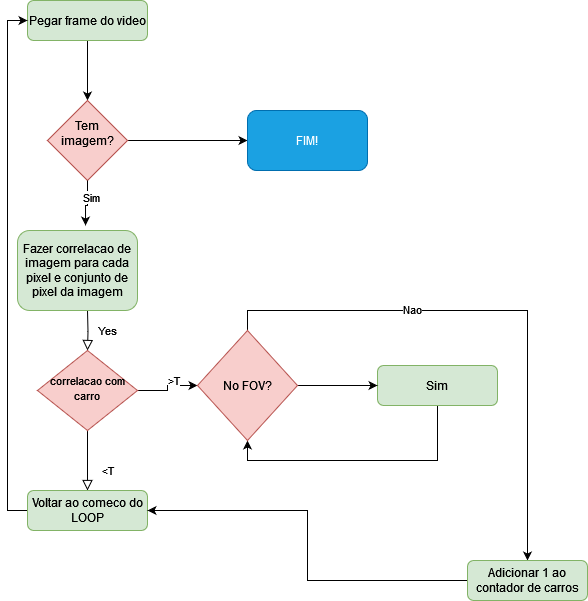 Pegar frame do video
Tem
imagem?
FIM!
Sim
Fazer correlacao de
imagem para cada
pixel e conjunto de
pixel da imagem
Nao
Yes
correlacao com
carro
>T
No FOV?
Sim
<T
Voltar ao comeco do
LOOP
Adicionar 1 ao
contador de carros